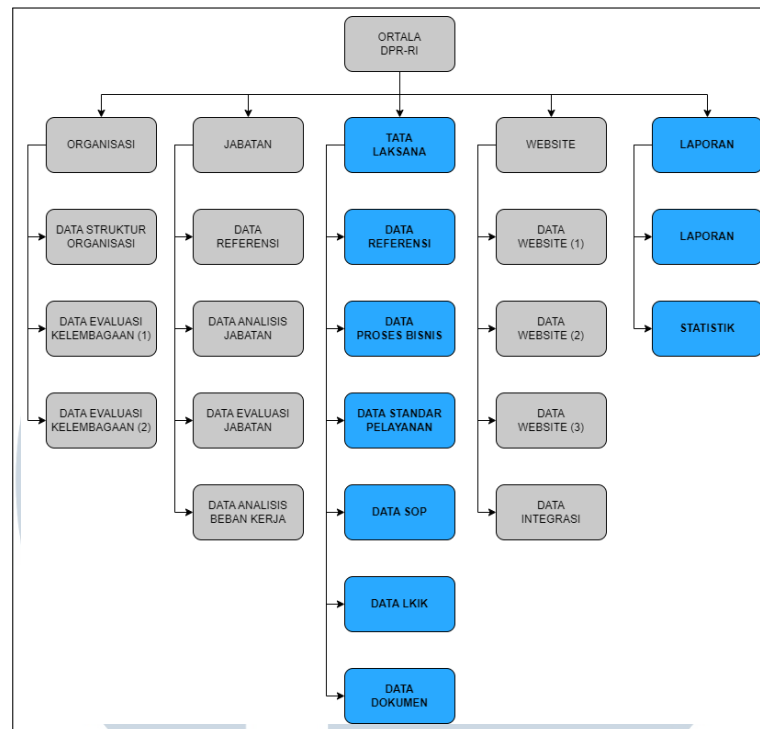 ORTALA
DPR-RI
ORGANISASI
JABATAN
TATA
LAKSANA
WEBSITE
LAPORAN
DATA STRUKTUR
ORGANISASI
DATA
REFERENSI
DATA
REFERENSI
DATA
WEBSITE (1)
LAPORAN
DATA EVALUASI
KELEMBAGAAN (1)
DATA ANALISIS
JABATAN
DATA
PROSES BISNIS
DATA
WEBSITE (2)
STATISTIK
DATA EVALUASI
KELEMBAGAAN (2)
DATA EVALUASI
JABATAN
DATA STANDAR
PELAYANAN
DATA
WEBSITE (3)
DATA ANALISIS
BEBAN KERJA
DATA SOP
DATA
INTEGRASI
DATA LKIK
DATA
DOKUMEN